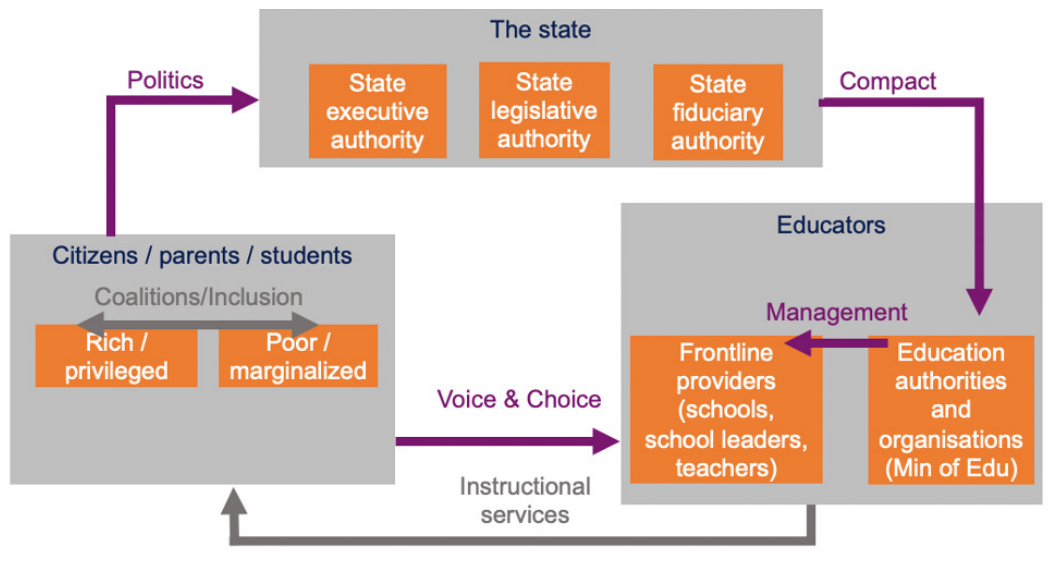 The state
Politics
State
executive
authority
State
legislative
authority
State
fiduciary
authority
Compact
Citizens / parents / students
Coalitions/Inclusion
Rich /
privileged
Poor /
marginalized
Voice & Choice
Educators
Management
Frontline
providers
(schools,
school leaders,
teachers)
Education
authorities
and
organisations
(Min of Edu)
Instructional
services